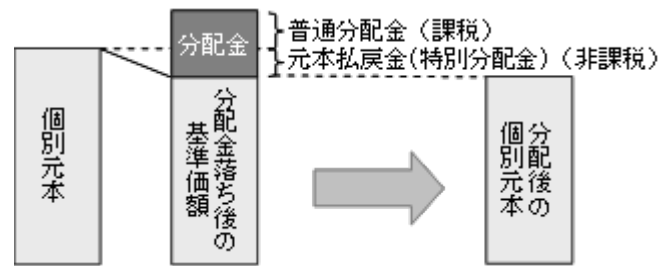 分配金
普通分配金（課税）
元本払戻金(特別分配金)（非課税）
個別元本
分配金落ち後の
基準価額
分配後の
個別元本